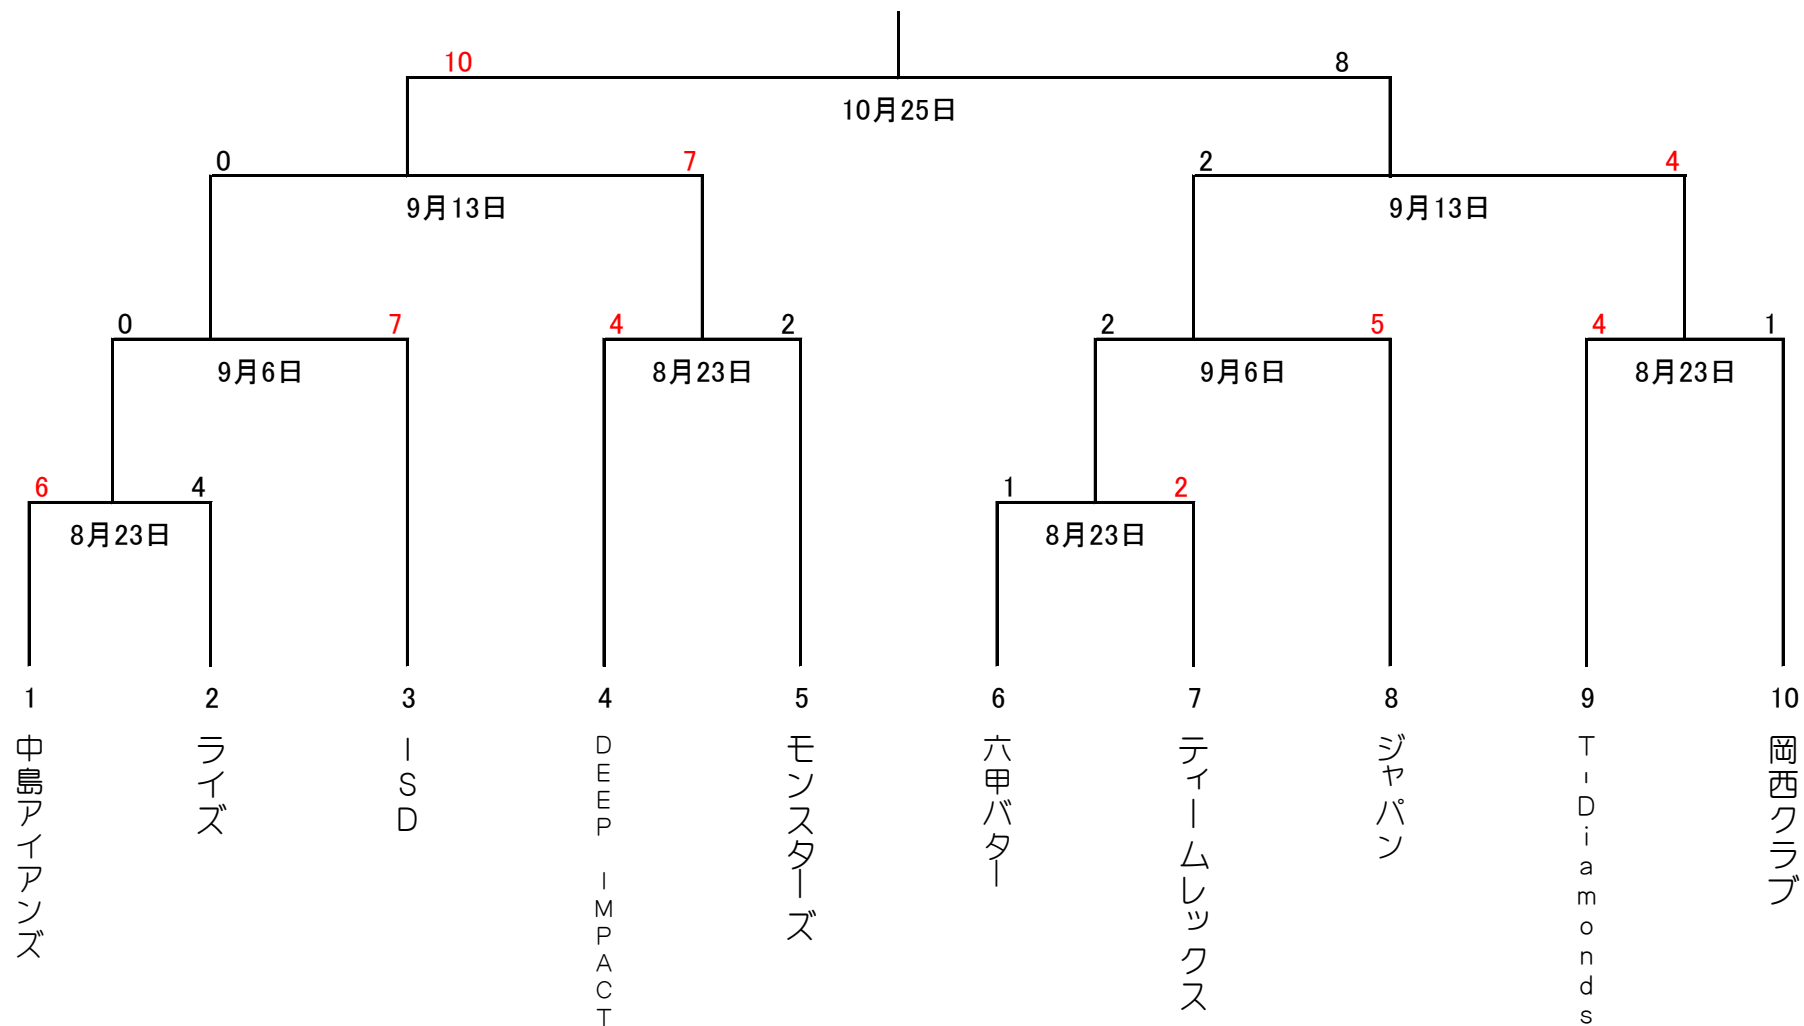 10 8
10月25日
0 7 2 4
9月13日 9月13日
0 7 4 2 2 5 4 1
9月6日 8月23日 9月6日 8月23日
6 4 1 2
8月23日 8月23日
1 2 3 4 5 6 7 8 9 10
中島アイアンズ
ライズ
ISD
DEEP IMPACT
モンスターズ
六甲バター
ティームレックス
ジャパン
T-Diamonds
岡西クラブ